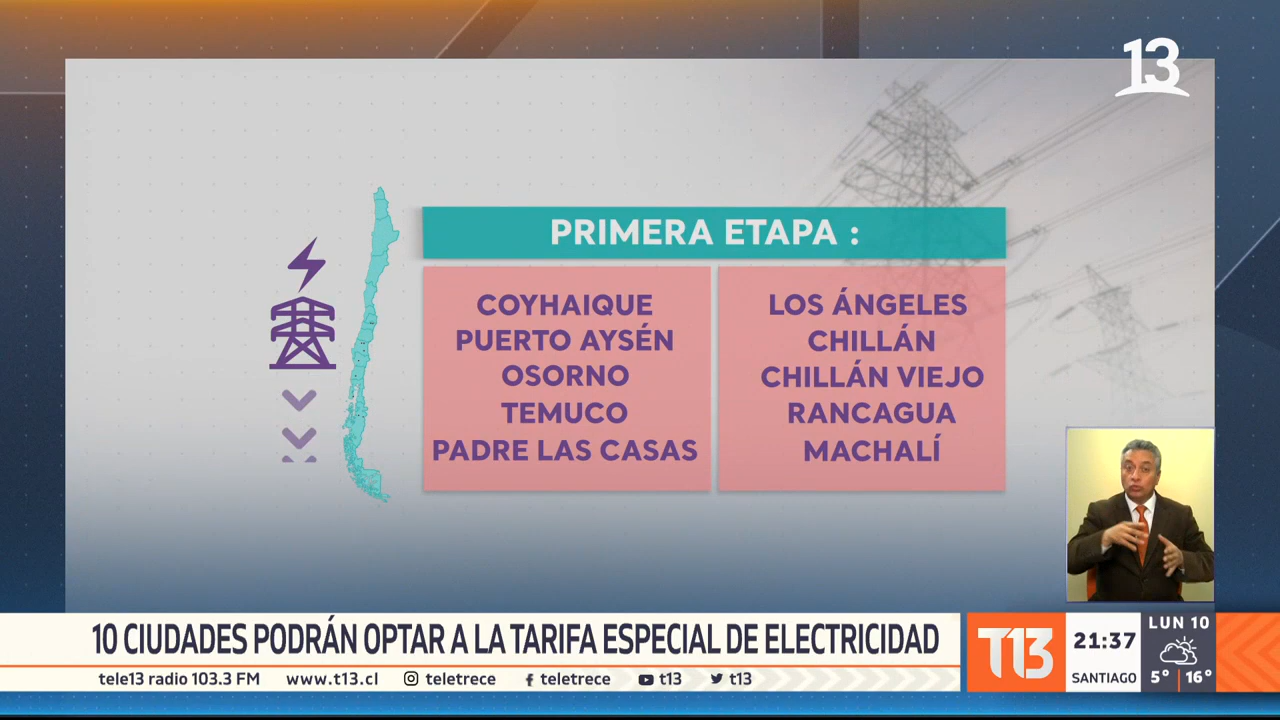 13
PRIMERA ETAPA :
COYHAIQUE
PUERTO AYSÉN
OSORNO
TEMUCO
PADRE LAS CASAS
LOS ÁNGELES
CHILLÁN
CHILLÁN VIEJO
RANCAGUA
MACHALÍ
10 CIUDADES PODRÁN OPTAR A LA TARIFA ESPECIAL DE ELECTRICIDAD
tele13 radio 103.3 FM www.t13.cl teletrece teletrece t13 t13
T13
21:37
SANTIAGO
LUN 10
5° 16°